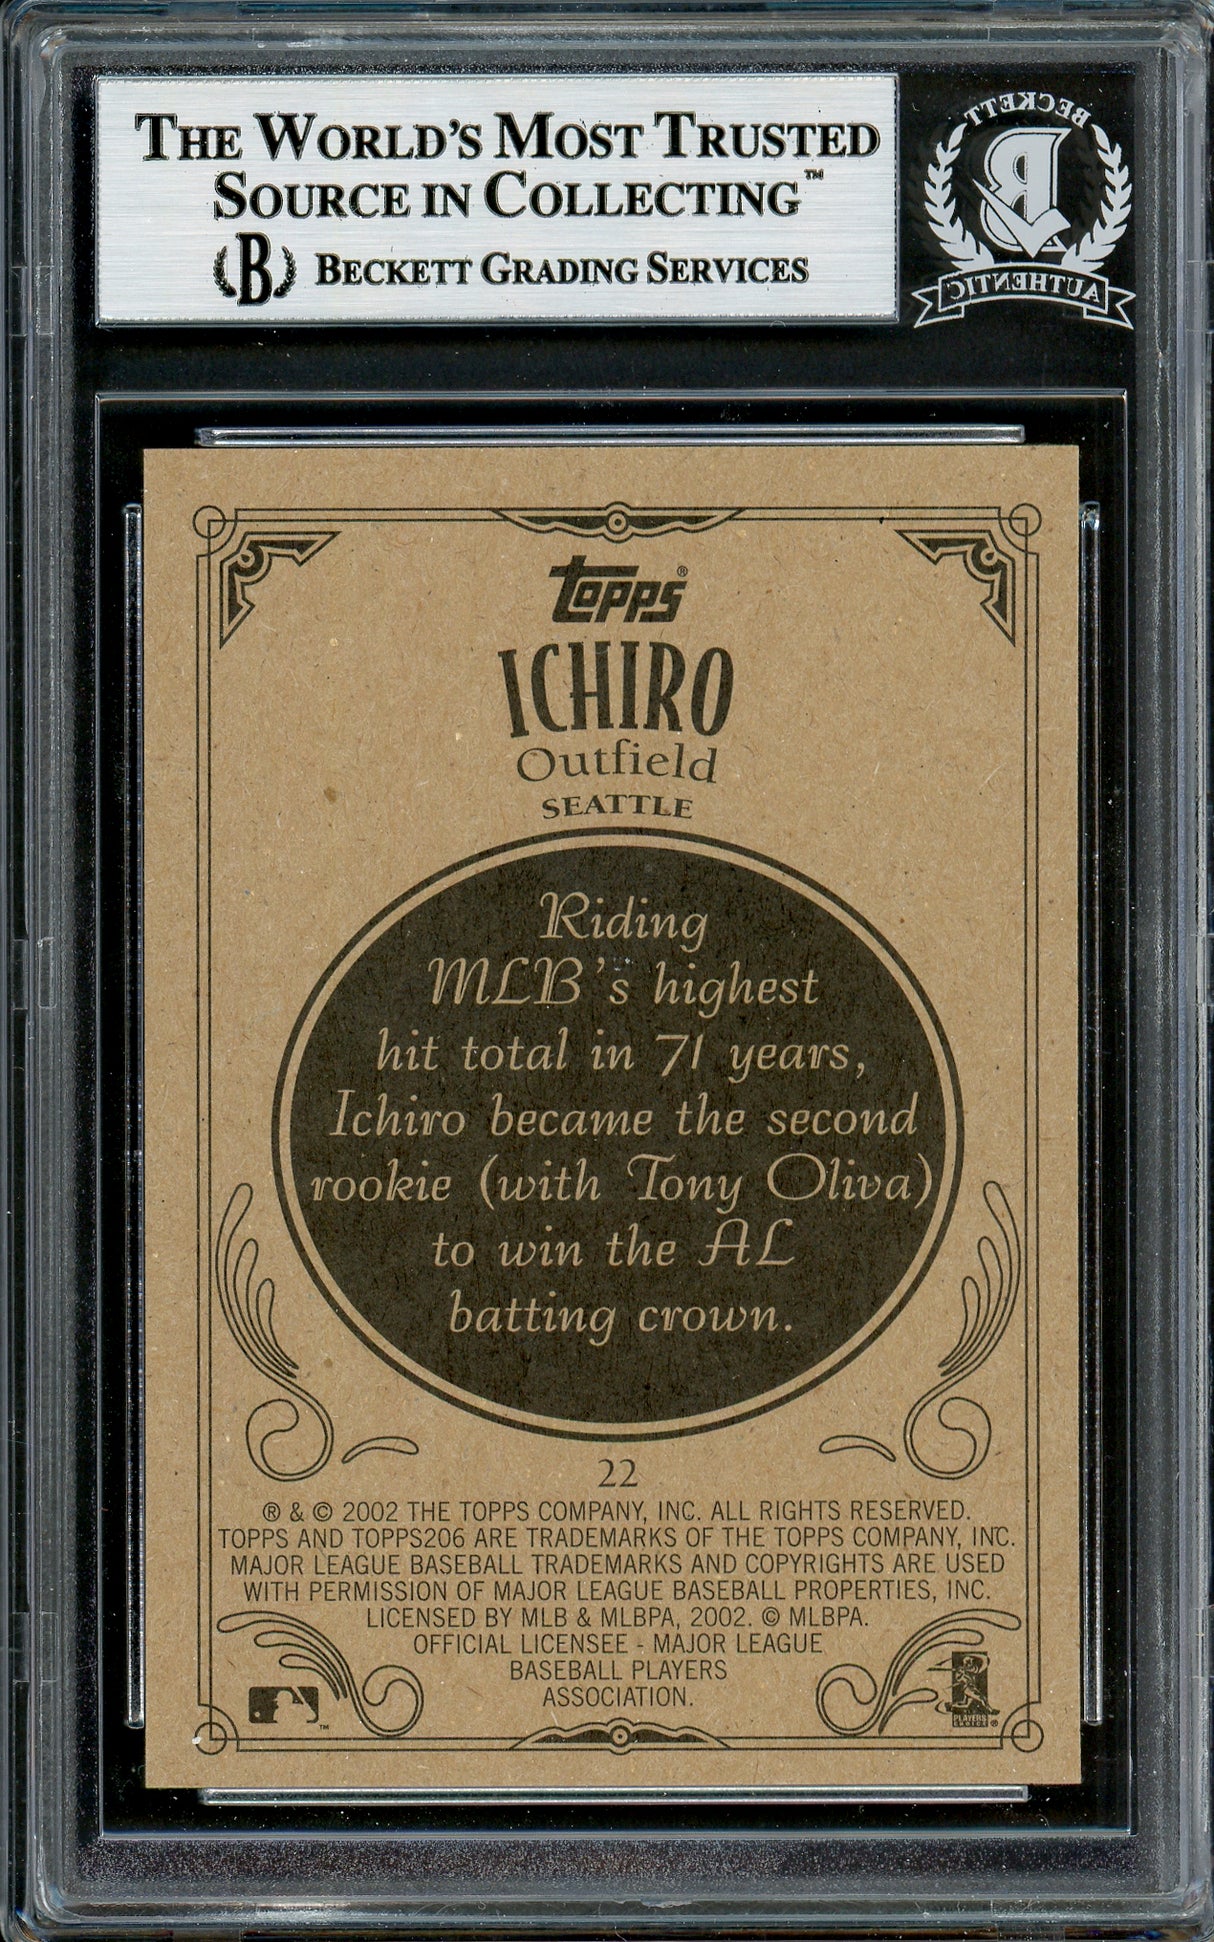 THE WORLD'S MOST TRUSTED
SOURCE IN COLLECTING™
B BECKETT GRADING SERVICES
BECKETT
B
AUTHENTIC
topps®
ICHIRO
Outfield
SEATTLE
Riding
MLB's highest
hit total in 71 years,
Ichiro became the second
rookie (with Tony Oliva)
to win the AL
batting crown.
22
® & © 2002 THE TOPPS COMPANY, INC. ALL RIGHTS RESERVED.
TOPPS AND TOPPS206 ARE TRADEMARKS OF THE TOPPS COMPANY, INC.
MAJOR LEAGUE BASEBALL TRADEMARKS AND COPYRIGHTS ARE USED
WITH PERMISSION OF MAJOR LEAGUE BASEBALL PROPERTIES, INC.
LICENSED BY MLB & MLBPA, 2002. © MLBPA.
OFFICIAL LICENSEE - MAJOR LEAGUE
BASEBALL PLAYERS
ASSOCIATION.
™
PLAYERS
CHOICE ®